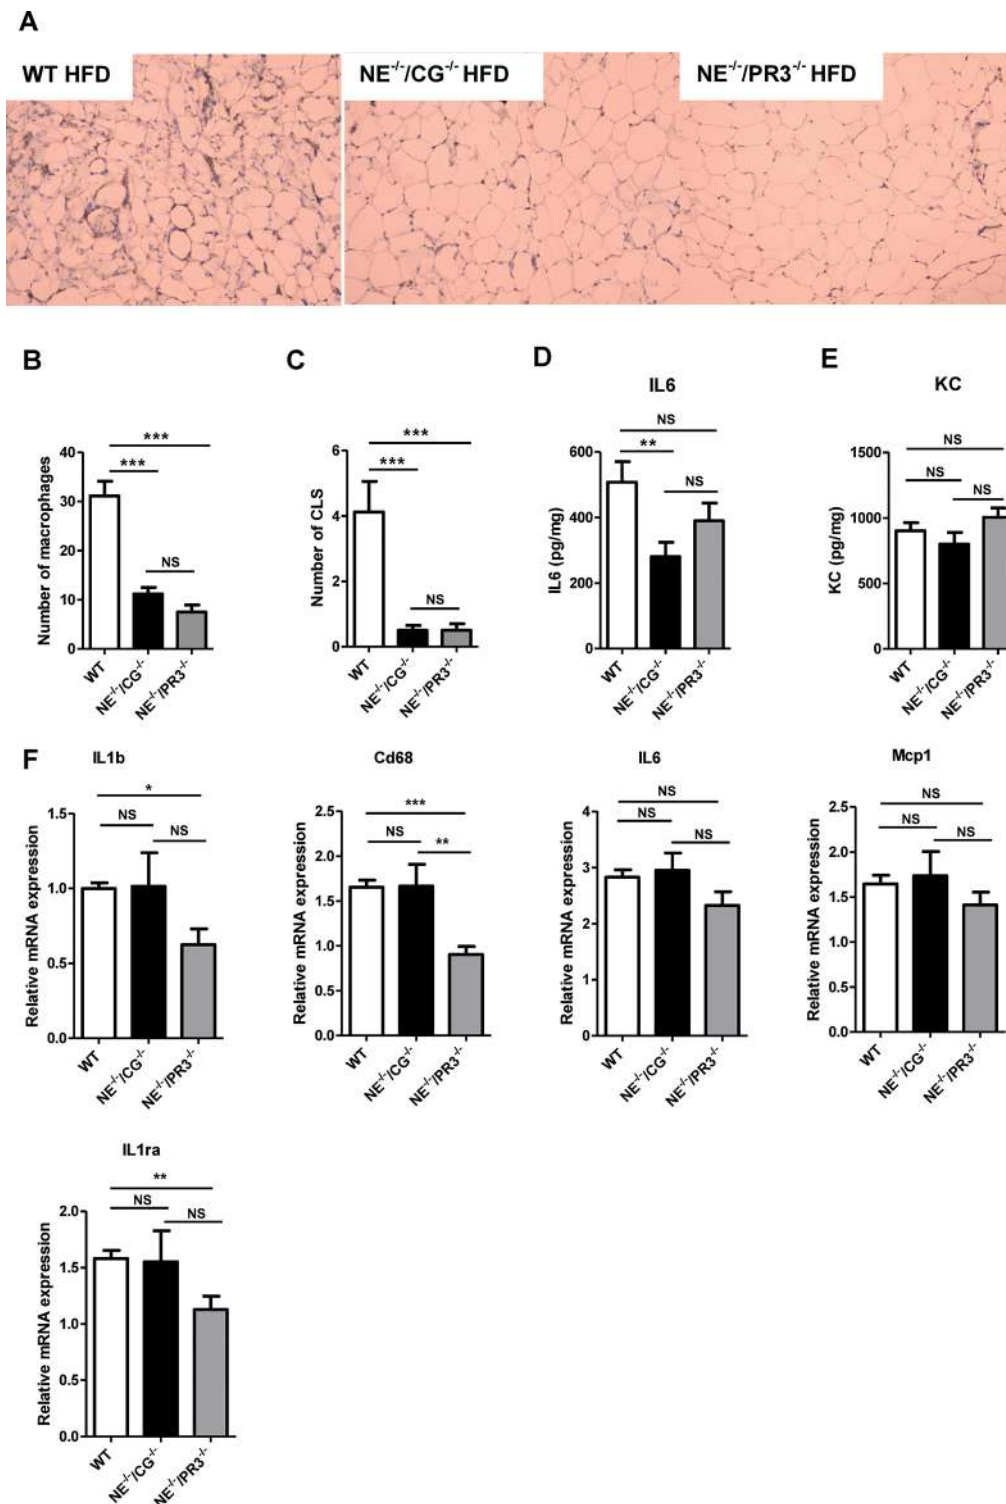 A
WT HFD
NE-/-/CG-/- HFD
NE-/-/PR3-/- HFD
B
***
***
NS
Number of macrophages
40
30
20
10
0
WT
NE-/-/CG-/-
NE-/-/PR3-/-
C
***
***
NS
Number of CLS
6
4
2
0
WT
NE-/-/CG-/-
NE-/-/PR3-/-
D
IL6
NS
**
NS
IL6 (pg/mg)
600
400
200
0
WT
NE-/-/CG-/-
NE-/-/PR3-/-
E
KC
NS
NS
NS
KC (pg/mg)
1500
1000
500
0
WT
NE-/-/CG-/-
NE-/-/PR3-/-
F
IL1b
*
NS
NS
Relative mRNA expression
1.5
1.0
0.5
0.0
WT
NE-/-/CG-/-
NE-/-/PR3-/-
Cd68
***
NS
**
Relative mRNA expression
2.5
2.0
1.5
1.0
0.5
0.0
WT
NE-/-/CG-/-
NE-/-/PR3-/-
IL6
NS
NS
NS
Relative mRNA expression
4
3
2
1
0
WT
NE-/-/CG-/-
NE-/-/PR3-/-
Mcp1
NS
NS
NS
Relative mRNA expression
2.5
2.0
1.5
1.0
0.5
0.0
WT
NE-/-/CG-/-
NE-/-/PR3-/-
IL1ra
**
NS
NS
Relative mRNA expression
2.0
1.5
1.0
0.5
0.0
WT
NE-/-/CG-/-
NE-/-/PR3-/-